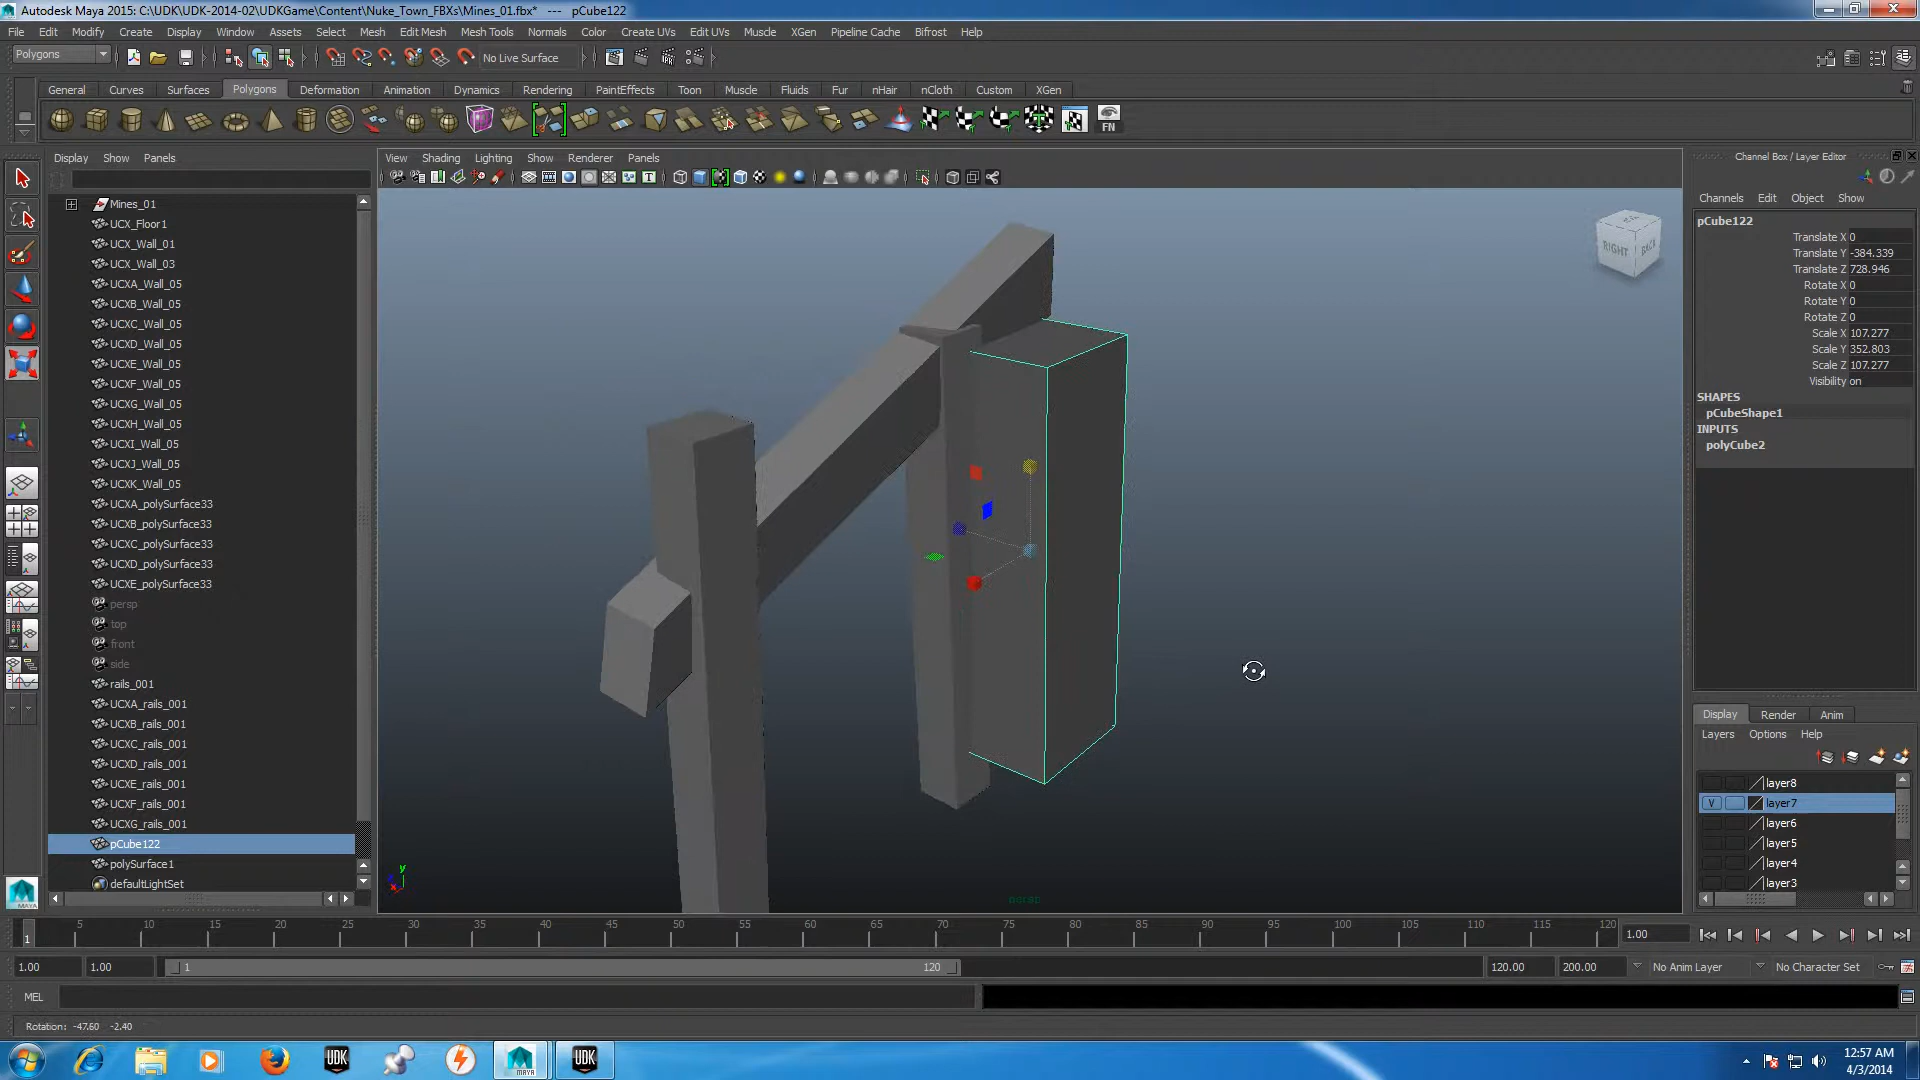 Autodesk Maya 2015: C:\UDK\UDK-2014-02\UDKGame\Content\Nuke_Town_FBXs\Mines_01.fbx* --- pCube122
File Edit Modify Create Display Window Assets Select Mesh Edit Mesh Mesh Tools Normals Color Create UVs Edit UVs Muscle XGen Pipeline Cache Bifrost Help
Polygons No Live Surface
General Curves Surfaces Polygons Deformation Animation Dynamics Rendering PaintEffects Toon Muscle Fluids Fur nHair nCloth Custom XGen
FN
Display Show Panels
View Shading Lighting Show Renderer Panels
Channel Box / Layer Editor
Channels Edit Object Show
Mines_01
UCX_Floor1
UCX_Wall_01
UCX_Wall_03
UCXA_Wall_05
UCXB_Wall_05
UCXC_Wall_05
UCXD_Wall_05
UCXE_Wall_05
UCXF_Wall_05
UCXG_Wall_05
UCXH_Wall_05
UCXI_Wall_05
UCXJ_Wall_05
UCXK_Wall_05
UCXA_polySurface33
UCXB_polySurface33
UCXC_polySurface33
UCXD_polySurface33
UCXE_polySurface33
persp
top
front
side
rails_001
UCXA_rails_001
UCXB_rails_001
UCXC_rails_001
UCXD_rails_001
UCXE_rails_001
UCXF_rails_001
UCXG_rails_001
pCube122
polySurface1
defaultLightSet
RIGHT BACK
y
x
persp
pCube122
Translate X 0
Translate Y -384.339
Translate Z 728.946
Rotate X 0
Rotate Y 0
Rotate Z 0
Scale X 107.277
Scale Y 352.803
Scale Z 107.277
Visibility on
SHAPES
pCubeShape1
INPUTS
polyCube2
Display Render Anim
Layers Options Help
layer8
V layer7
layer6
layer5
layer4
layer3
1 5 10 15 20 25 30 35 40 45 50 55 60 65 70 75 80 85 90 95 100 105 110 115 120 1.00
1.00 1.00 1 120 120.00 200.00 No Anim Layer No Character Set
MEL
Rotation: -47.60 -2.40
UDK MAYA UDK
12:57 AM
4/3/2014